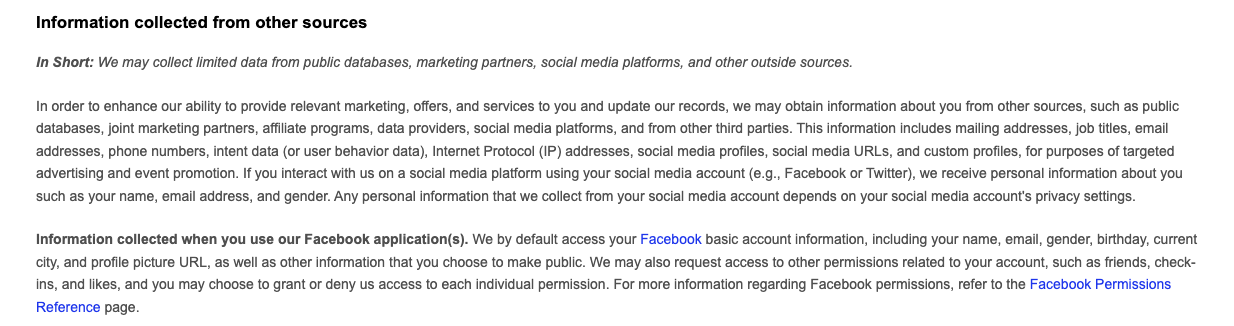 Information collected from other sources
In Short: We may collect limited data from public databases, marketing partners, social media platforms, and other outside sources.
In order to enhance our ability to provide relevant marketing, offers, and services to you and update our records, we may obtain information about you from other sources, such as public
databases, joint marketing partners, affiliate programs, data providers, social media platforms, and from other third parties. This information includes mailing addresses, job titles, email
addresses, phone numbers, intent data (or user behavior data), Internet Protocol (IP) addresses, social media profiles, social media URLs, and custom profiles, for purposes of targeted
advertising and event promotion. If you interact with us on a social media platform using your social media account (e.g., Facebook or Twitter), we receive personal information about you
such as your name, email address, and gender. Any personal information that we collect from your social media account depends on your social media account's privacy settings.
Information collected when you use our Facebook application(s). We by default access your Facebook basic account information, including your name, email, gender, birthday, current
city, and profile picture URL, as well as other information that you choose to make public. We may also request access to other permissions related to your account, such as friends, check-
ins, and likes, and you may choose to grant or deny us access to each individual permission. For more information regarding Facebook permissions, refer to the Facebook Permissions
Reference page.